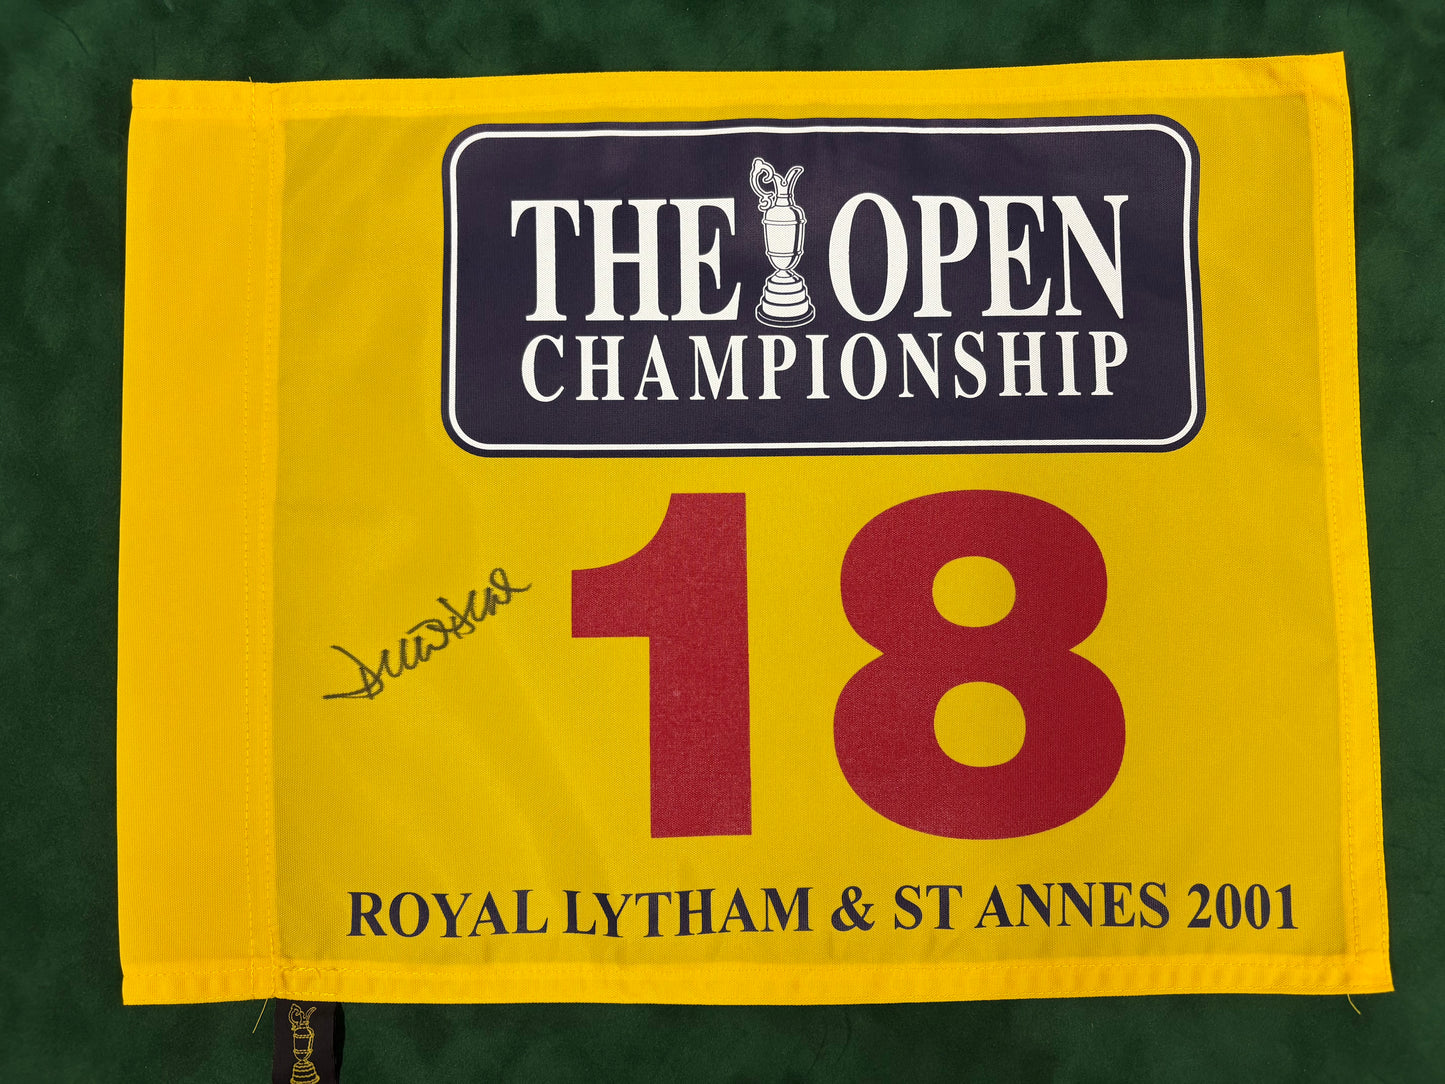 THE OPEN
CHAMPIONSHIP
18
ROYAL LYTHAM & ST ANNES 2001